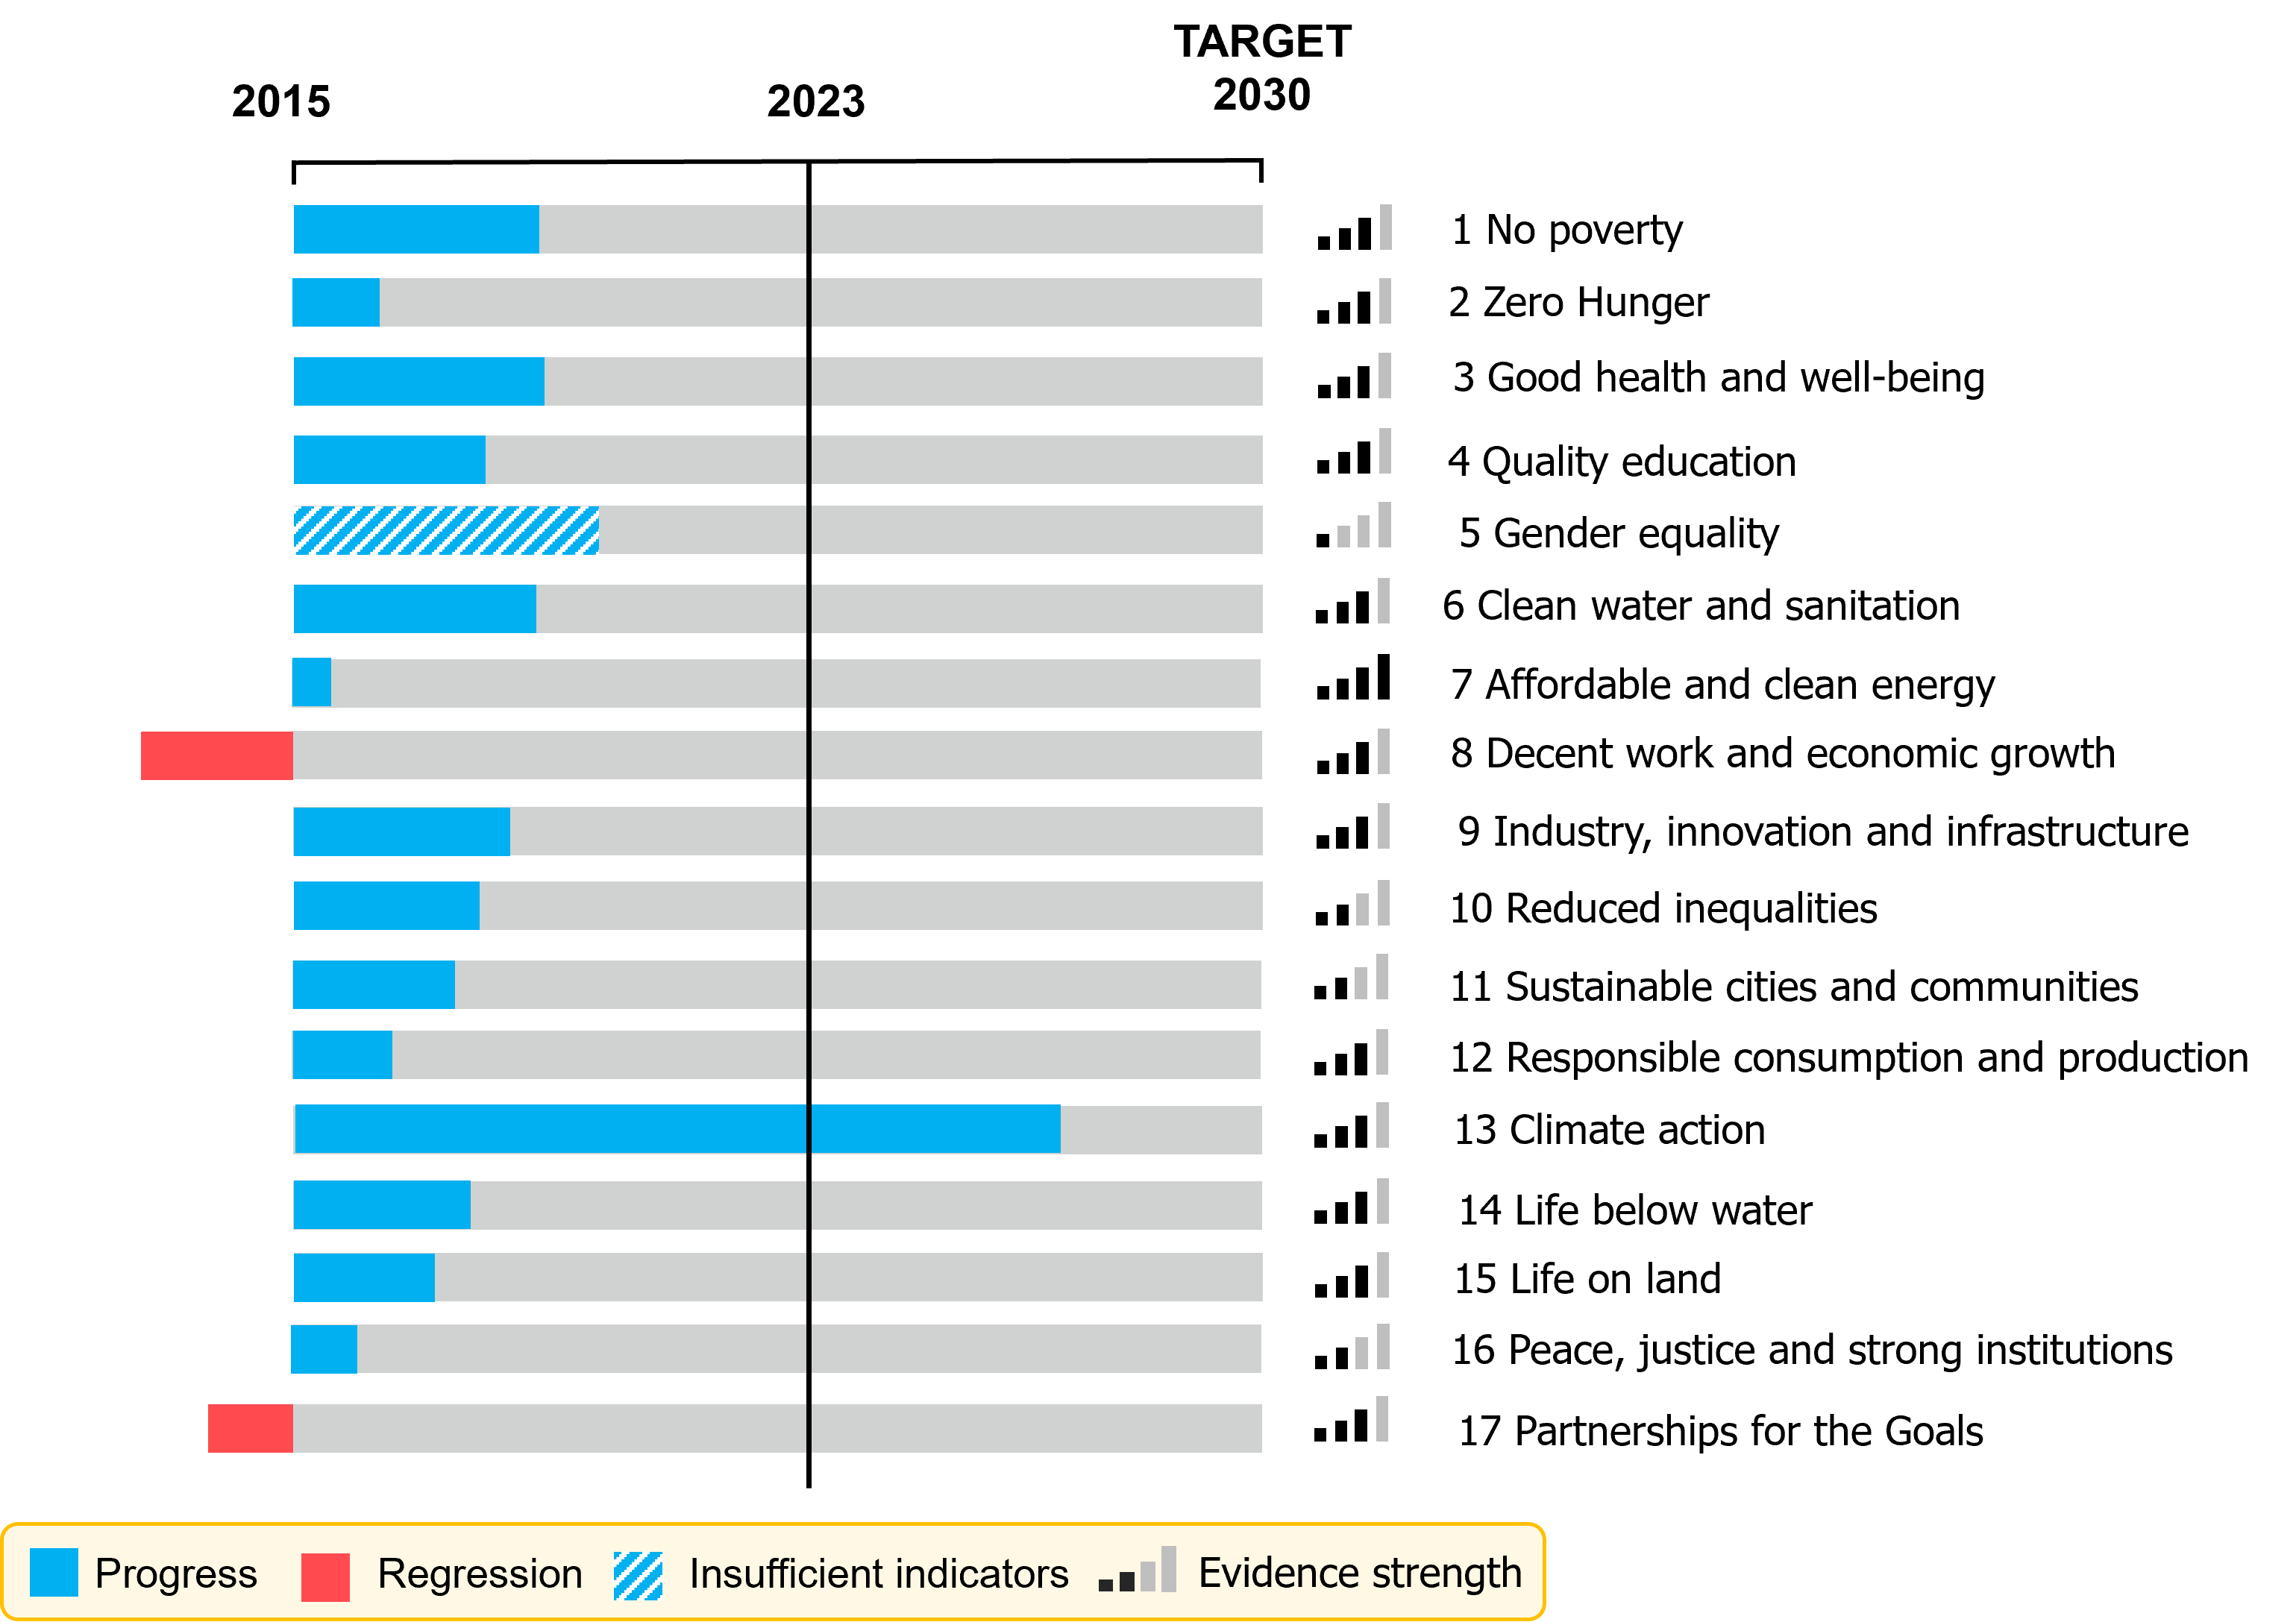 TARGET
2015 2023 2030
1 No poverty
2 Zero Hunger
3 Good health and well-being
4 Quality education
5 Gender equality
6 Clean water and sanitation
7 Affordable and clean energy
8 Decent work and economic growth
9 Industry, innovation and infrastructure
10 Reduced inequalities
11 Sustainable cities and communities
12 Responsible consumption and production
13 Climate action
14 Life below water
15 Life on land
16 Peace, justice and strong institutions
17 Partnerships for the Goals
Progress Regression Insufficient indicators Evidence strength